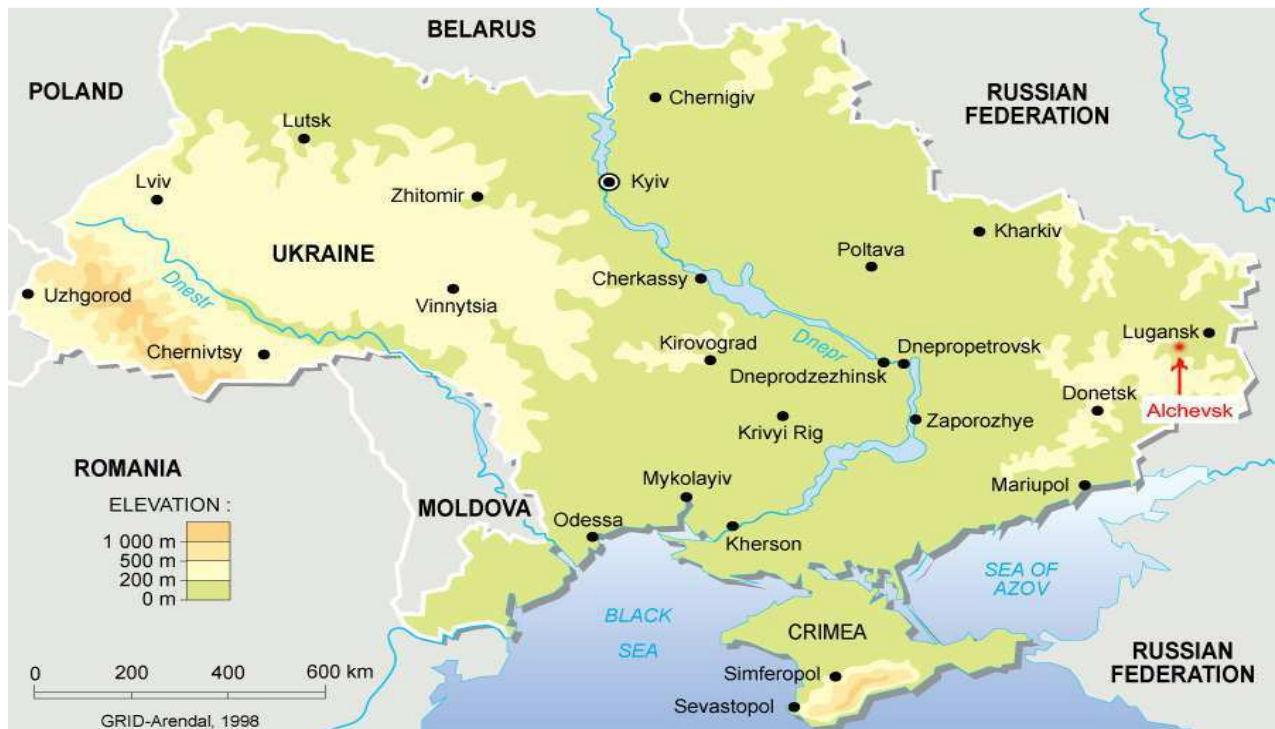 BELARUS
POLAND
Chernigiv
RUSSIAN
FEDERATION
Don
Lutsk
Lviv
Kyiv
Zhitomir
Kharkiv
UKRAINE
Poltava
Cherkassy
Uzhgorod
Dnestr
Vinnytsia
Lugansk
Chernivtsy
Kirovograd
Dnepr
Dnepropetrovsk
Dneprodzezhinsk
Donetsk
Alchevsk
Krivyi Rig
Zaporozhye
ROMANIA
Mykolayiv
Mariupol
ELEVATION :
MOLDOVA
Odessa
1 000 m
500 m
200 m
0 m
Kherson
SEA OF
AZOV
BLACK
SEA
CRIMEA
RUSSIAN
FEDERATION
0 200 400 600 km
Simferopol
Sevastopol
GRID-Arendal, 1998